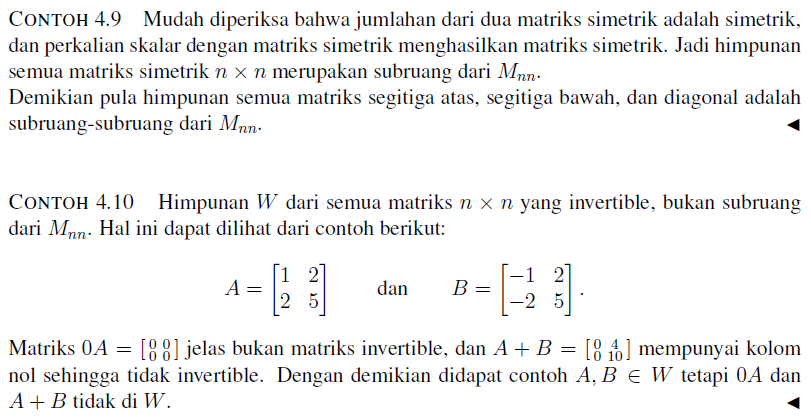 CONTOH 4.9 Mudah diperiksa bahwa jumlahan dari dua matriks simetrik adalah simetrik,
dan perkalian skalar dengan matriks simetrik menghasilkan matriks simetrik. Jadi himpunan
semua matriks simetrik n × n merupakan subruang dari Mₙₙ.
Demikian pula himpunan semua matriks segitiga atas, segitiga bawah, dan diagonal adalah
subruang-subruang dari Mₙₙ. ◀
CONTOH 4.10 Himpunan W dari semua matriks n × n yang invertible, bukan subruang
dari Mₙₙ. Hal ini dapat dilihat dari contoh berikut:
A = [1 2; 2 5] dan B = [−1 2; −2 5].
Matriks 0A = [0 0; 0 0] jelas bukan matriks invertible, dan A + B = [0 4; 0 10] mempunyai kolom
nol sehingga tidak invertible. Dengan demikian didapat contoh A, B ∈ W tetapi 0A dan
A + B tidak di W. ◀